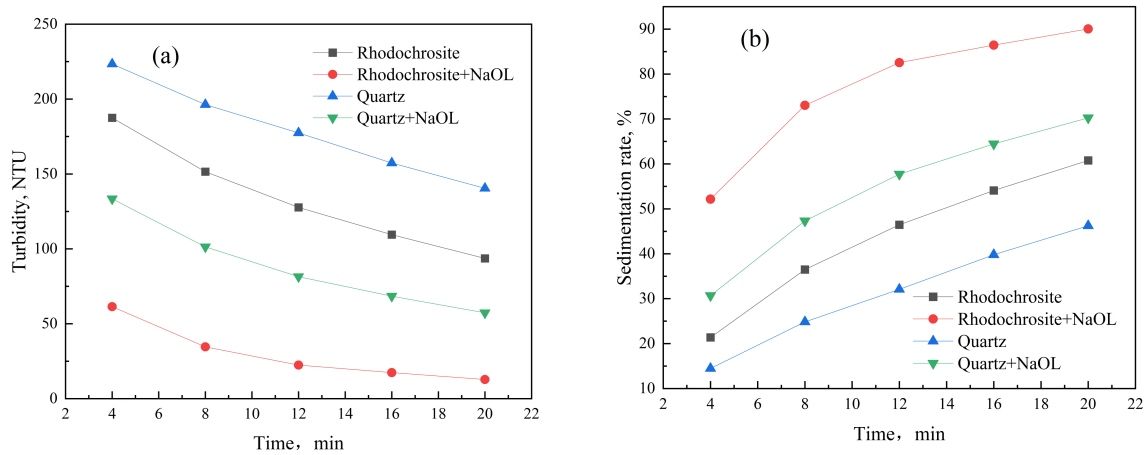 (a)
Rhodochrosite
Rhodochrosite+NaOL
Quartz
Quartz+NaOL
250
200
150
100
50
0
Turbidity, NTU
2 4 6 8 10 12 14 16 18 20 22
Time， min
(b)
Rhodochrosite
Rhodochrosite+NaOL
Quartz
Quartz+NaOL
90
80
70
60
50
40
30
20
10
Sedimentation rate, %
2 4 6 8 10 12 14 16 18 20 22
Time， min